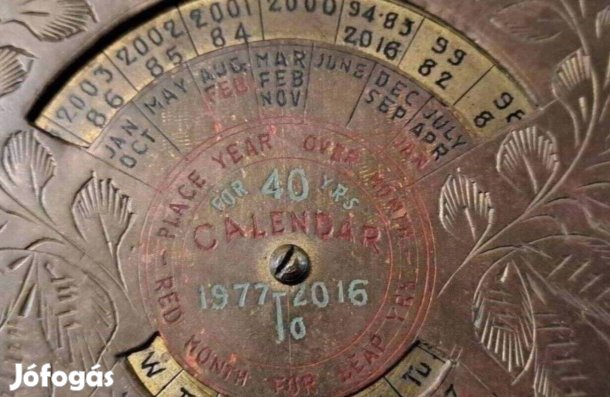 2003 2002 2001 2000 94·83 99 98
86 85 84 2016 82 8
JAN MAY AUG MAR JUNE DEC JULY
OCT FEB FEB SEP APR
NOV JAN
PLACE YEAR OVER MONTH
FOR 40 YRS
CALENDAR
1977 To 2016
RED MONTH FOR LEAP YRS
W Tu
Jófogás